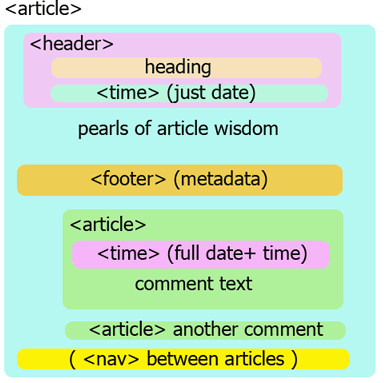 <article>
<header>
heading
<time> (just date)
pearls of article wisdom
<footer> (metadata)
<article>
<time> (full date+ time)
comment text
<article> another comment
( <nav> between articles )